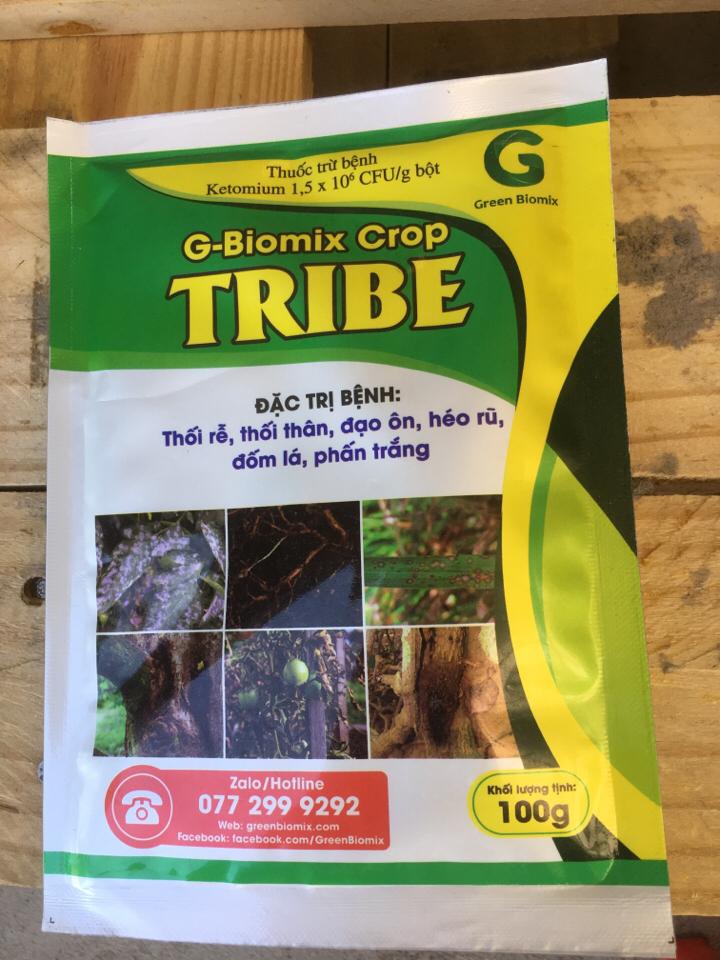 Thuốc trừ bệnh
Ketomium 1,5 x 10⁶ CFU/g bột
G
Green Biomix
G-Biomix Crop
TRIBE
ĐẶC TRỊ BỆNH:
Thối rễ, thối thân, đạo ôn, héo rũ,
đốm lá, phấn trắng
Zalo/Hotline
077 299 9292
Web: greenbiomix.com
Facebook: facebook.com/GreenBiomix
Khối lượng tịnh:
100g